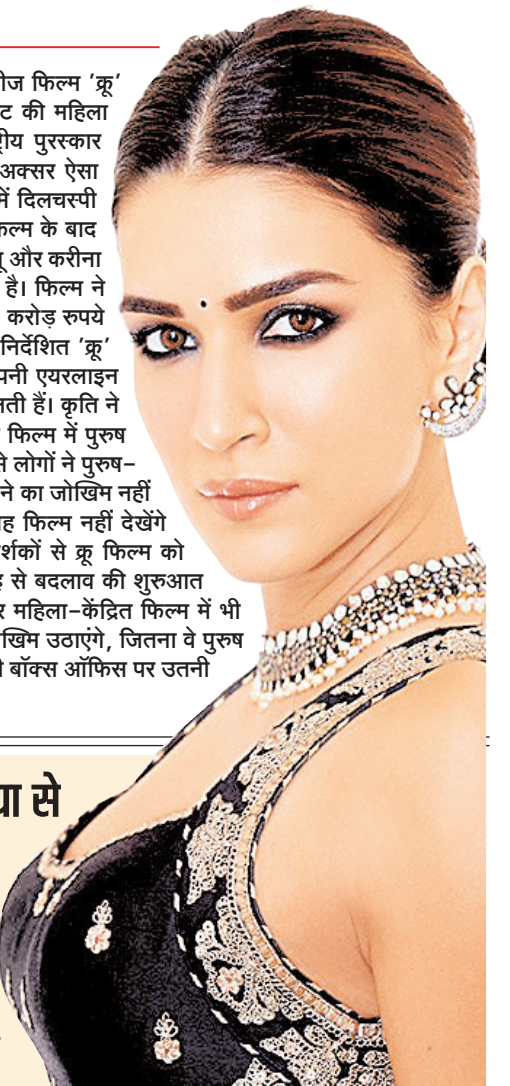 ीज फिल्म 'क्रू'
ट की महिला
्रीय पुरस्कार
अक्सर ऐसा
में दिलचस्पी
फिल्म के बाद
ू और करीना
है। फिल्म ने
करोड़ रुपये
निर्देशित 'क्रू'
पनी एयरलाइन
लती हैं। कृति ने
फिल्म में पुरुष
से लोगों ने पुरुष-
ने का जोखिम नहीं
ह फिल्म नहीं देखेंगे
र्शकों से क्रू फिल्म को
ह से बदलाव की शुरुआत
र महिला-केंद्रित फिल्म में भी
खिम उठाएंगे, जितना वे पुरुष
ी बॉक्स ऑफिस पर उतनी
या से